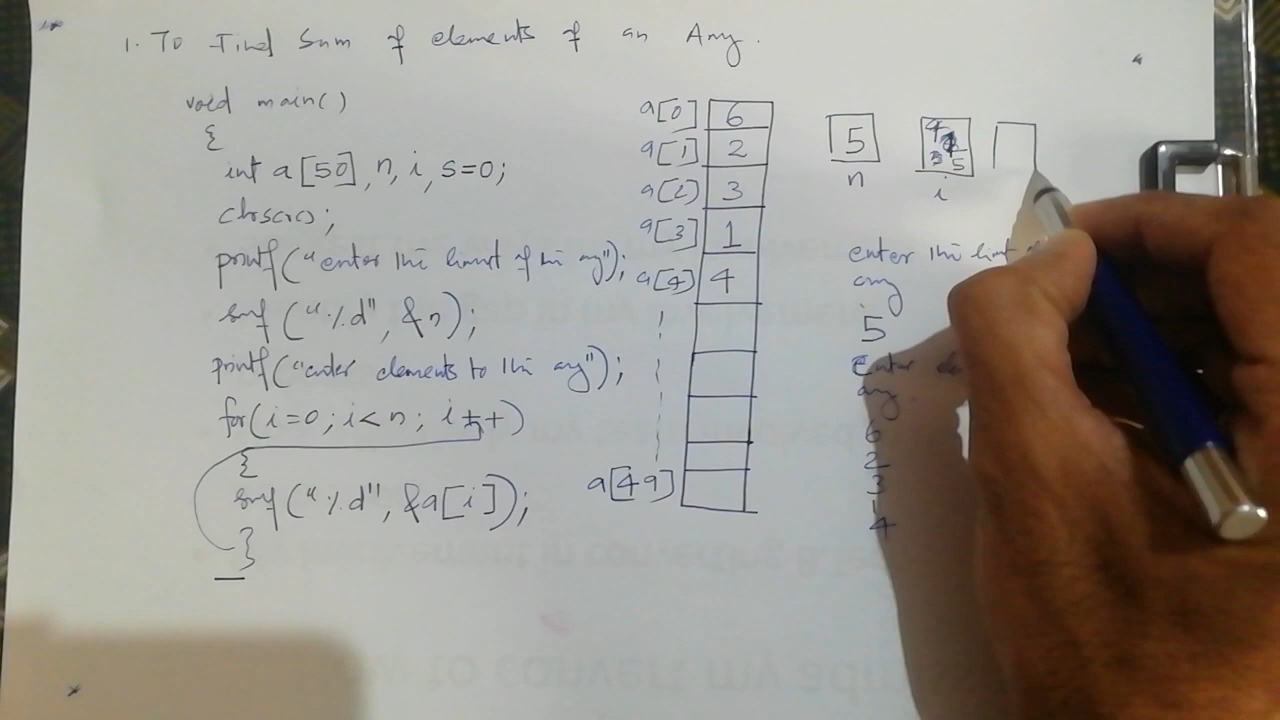 1. To Find Sum of elements of an Array.
void main()
{
int a[50], n, i, s=0;
clrscr();
printf("enter the limit of the array");
scanf("%d", &n);
printf("enter elements to the array");
for(i=0; i<n; i++)
{
scanf("%d", &a[i]);
}
a[0] 6
a[1] 2
a[2] 3
a[3] 1
a[4] 4
a[49]
5
n
i
enter the limit
array
5
Enter
array
6
2
3
1
4